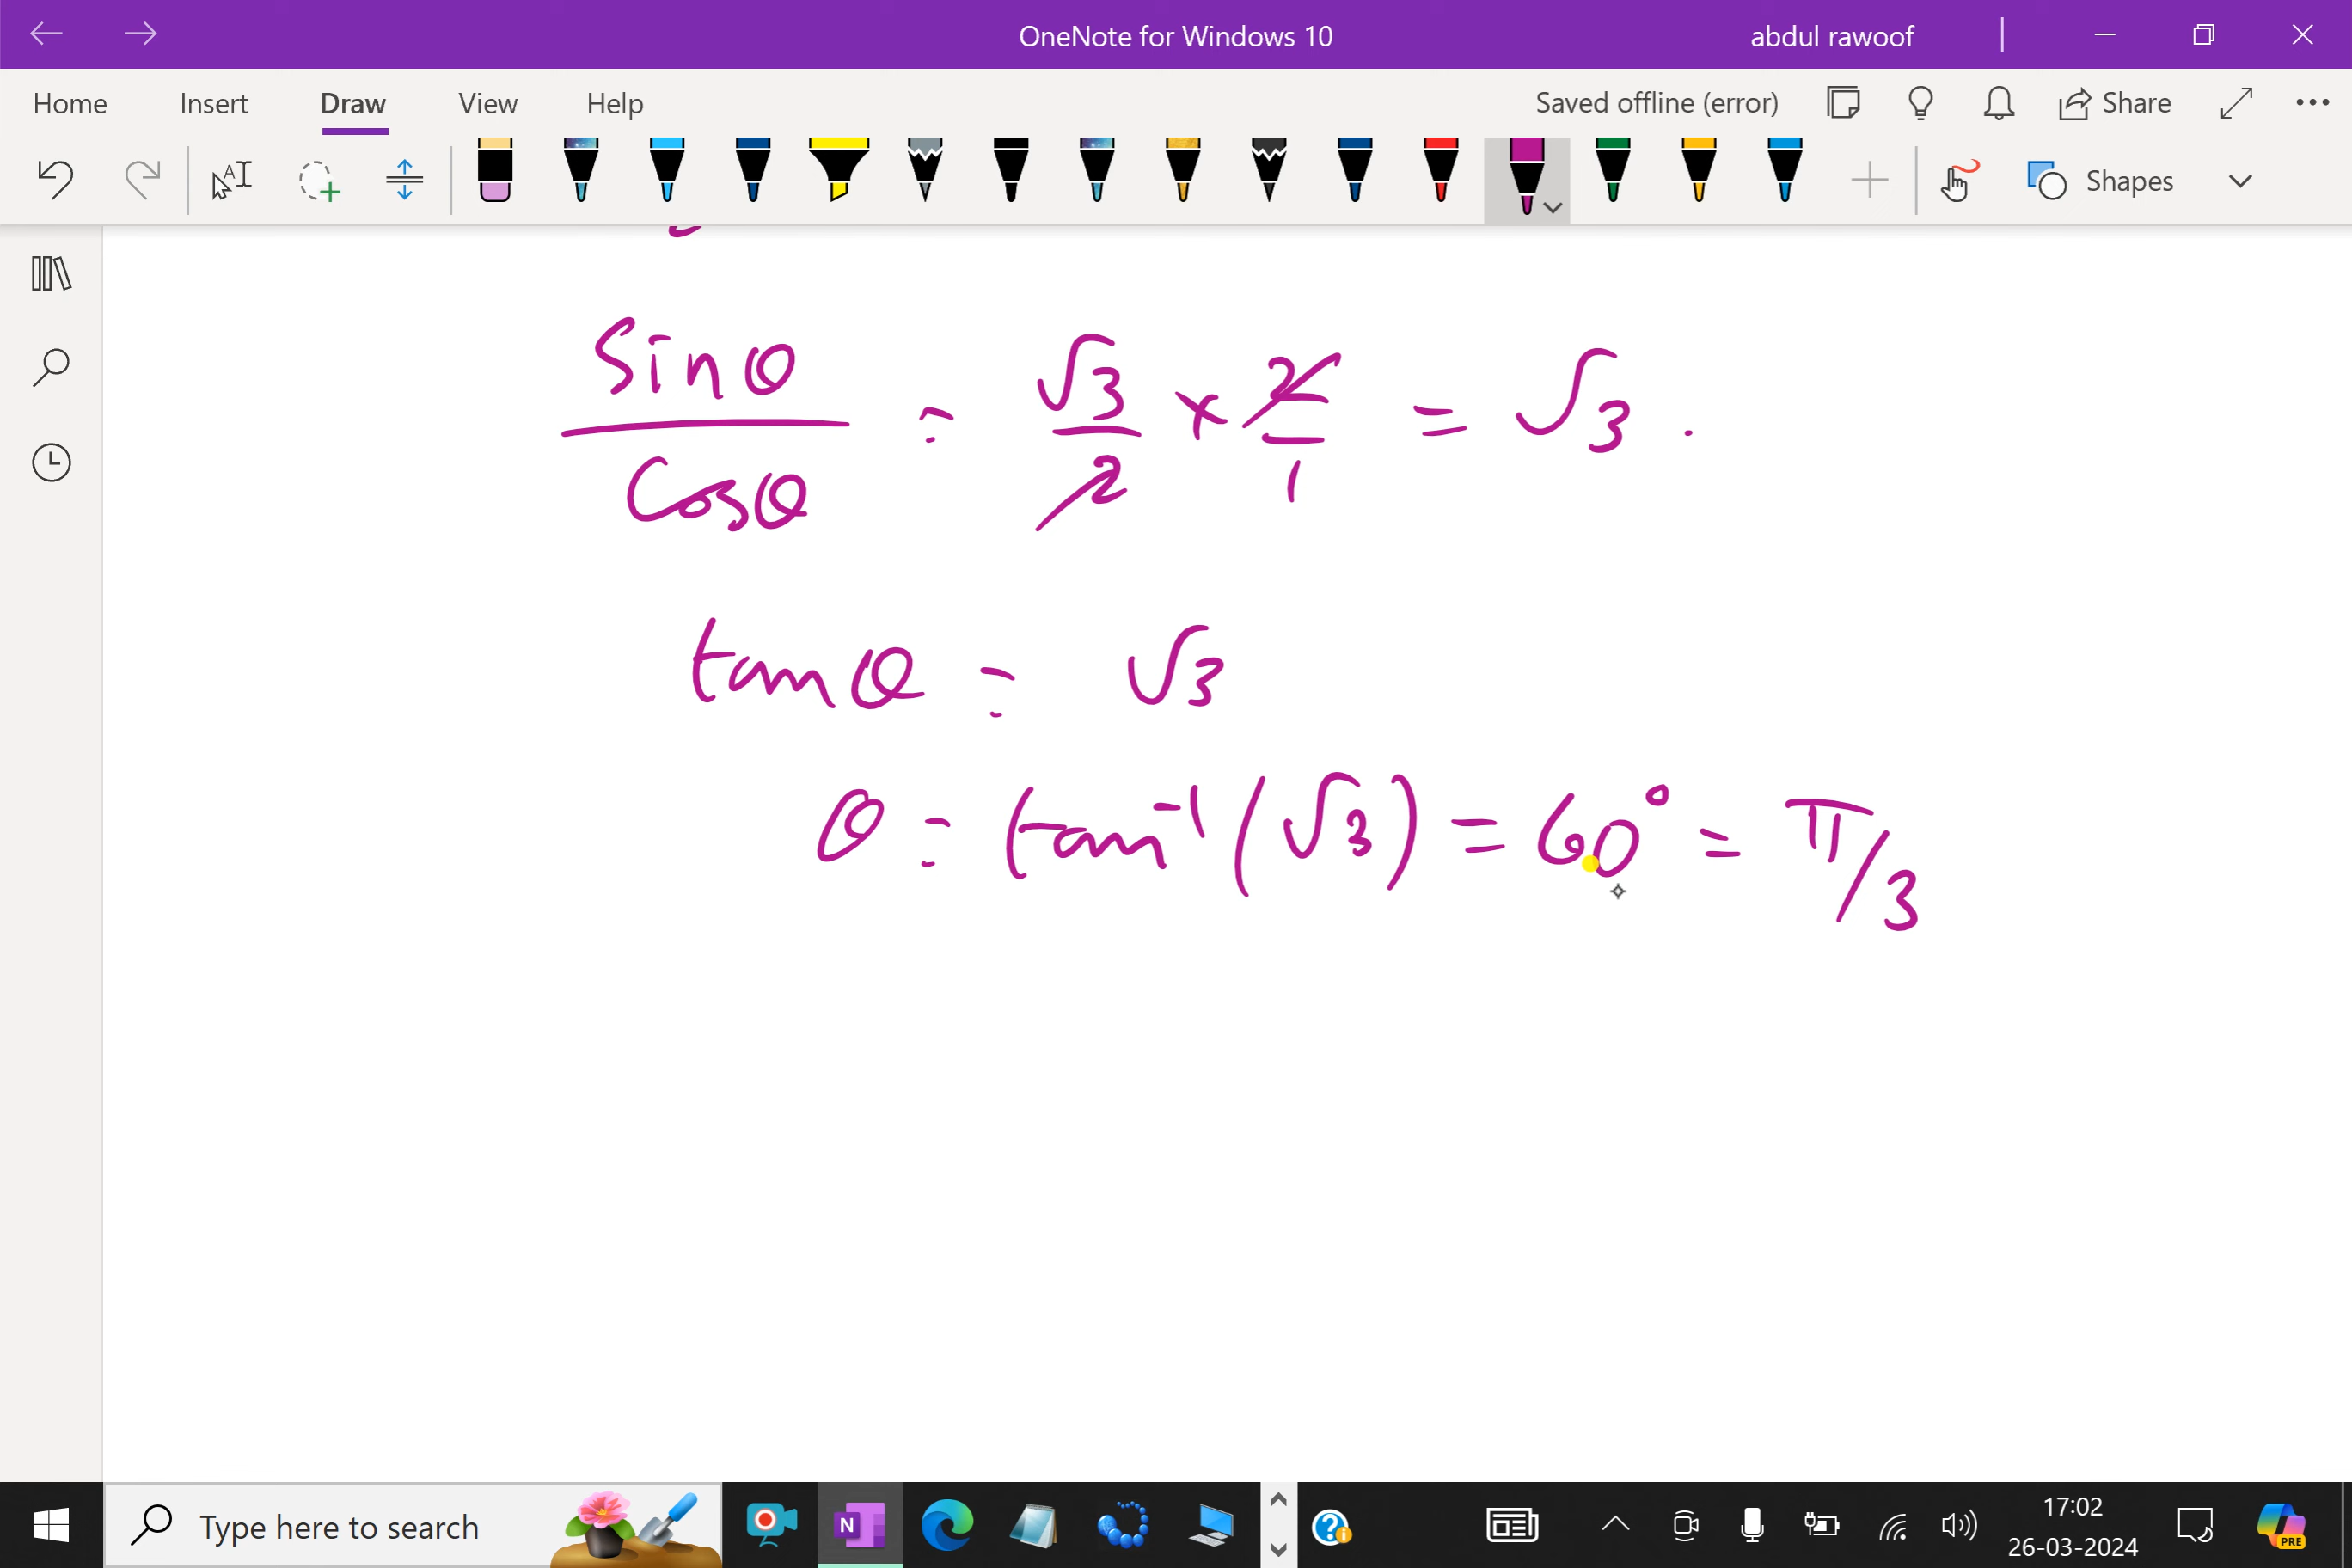 OneNote for Windows 10
abdul rawoof
Home Insert Draw View Help
Saved offline (error)
Share
Shapes
Sinθ/Cosθ = √3/2 × 2/1 = √3 .
tanθ = √3
θ = tan⁻¹(√3) = 60° = π/3
Type here to search
N
17:02
26-03-2024
PRE